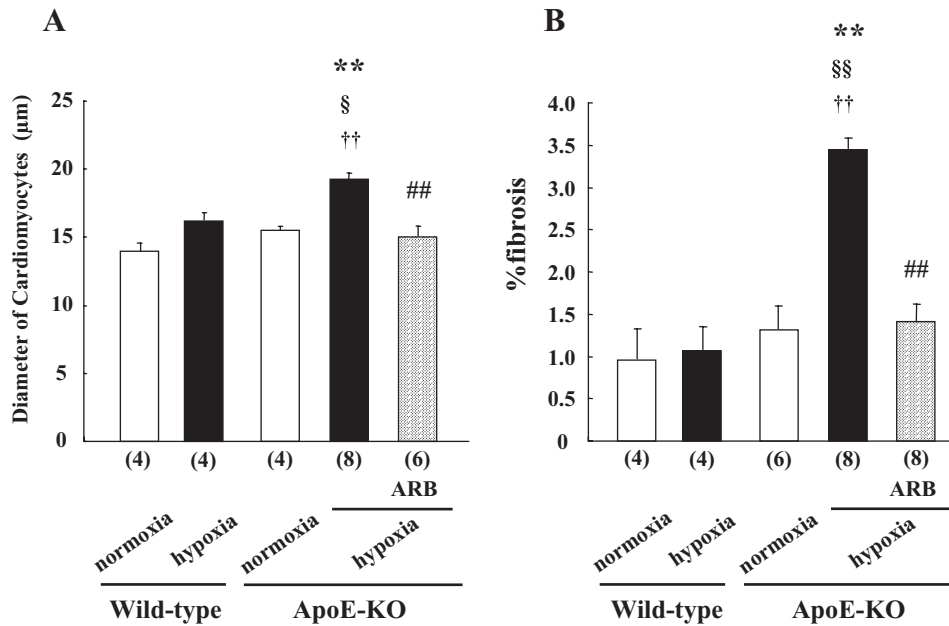 A
Diameter of Cardiomyocytes (μm)
25
20
15
10
5
0
**
§
††
##
(4)
(4)
(4)
(8)
(6)
ARB
normoxia
hypoxia
normoxia
hypoxia
Wild-type
ApoE-KO
B
%fibrosis
4.0
3.5
3.0
2.5
2.0
1.5
1.0
0.5
0
**
§§
††
##
(4)
(4)
(6)
(8)
(8)
ARB
normoxia
hypoxia
normoxia
hypoxia
Wild-type
ApoE-KO